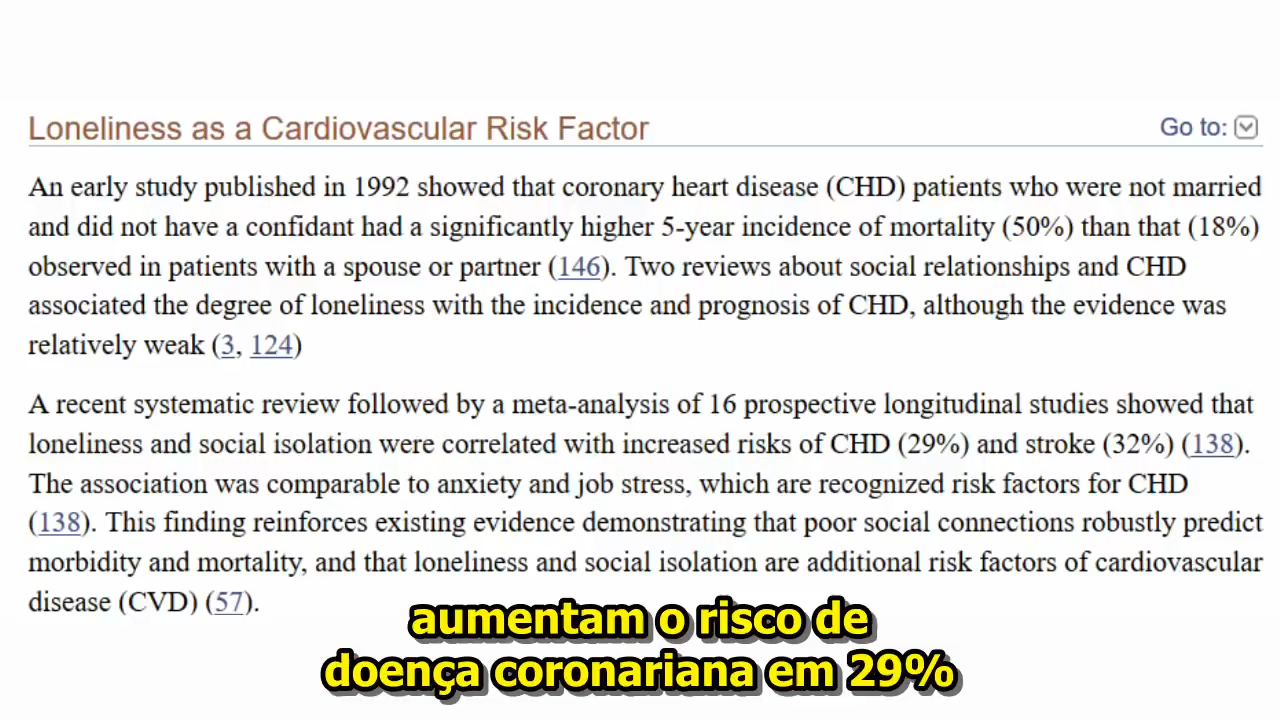 Loneliness as a Cardiovascular Risk Factor
Go to:
An early study published in 1992 showed that coronary heart disease (CHD) patients who were not married
and did not have a confidant had a significantly higher 5-year incidence of mortality (50%) than that (18%)
observed in patients with a spouse or partner (146). Two reviews about social relationships and CHD
associated the degree of loneliness with the incidence and prognosis of CHD, although the evidence was
relatively weak (3, 124)
A recent systematic review followed by a meta-analysis of 16 prospective longitudinal studies showed that
loneliness and social isolation were correlated with increased risks of CHD (29%) and stroke (32%) (138).
The association was comparable to anxiety and job stress, which are recognized risk factors for CHD
(138). This finding reinforces existing evidence demonstrating that poor social connections robustly predict
morbidity and mortality, and that loneliness and social isolation are additional risk factors of cardiovascular
disease (CVD) (57).
aumentam o risco de
doença coronariana em 29%